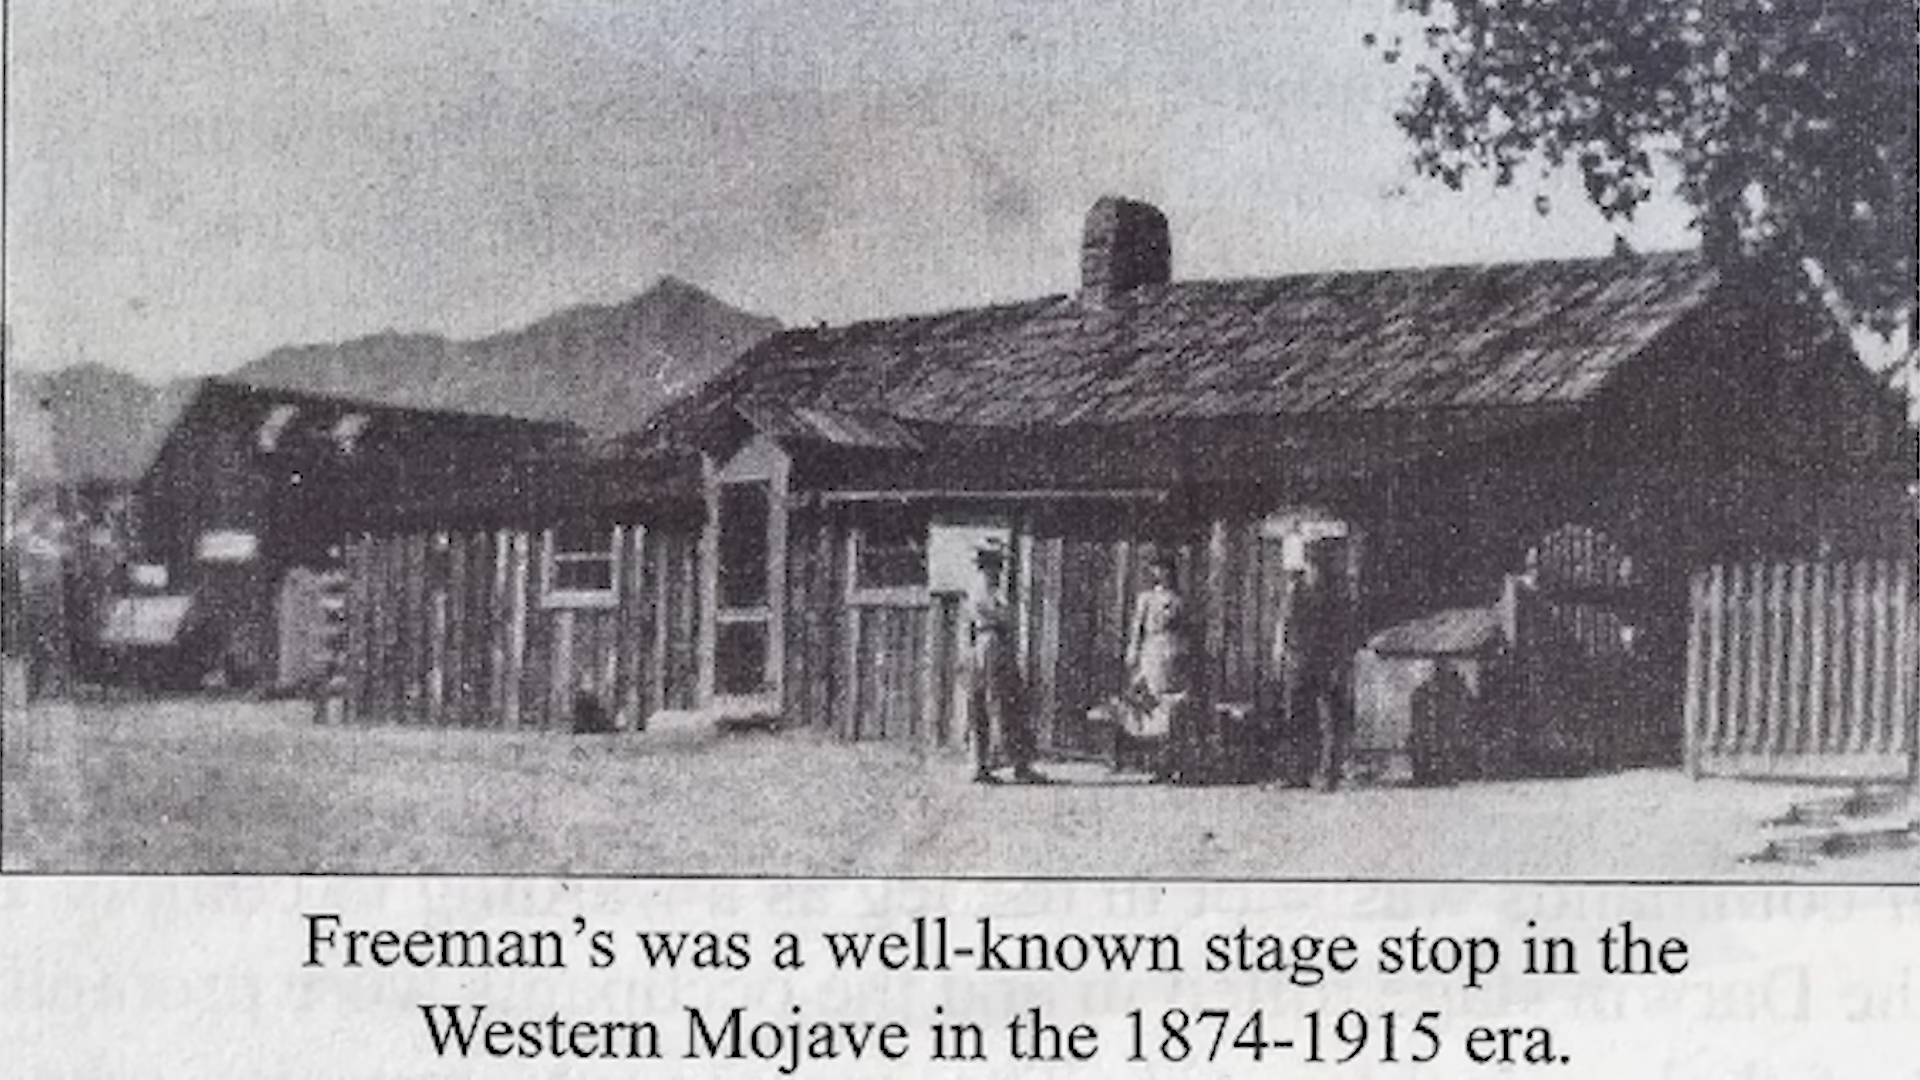 Freeman’s was a well-known stage stop in the
Western Mojave in the 1874-1915 era.